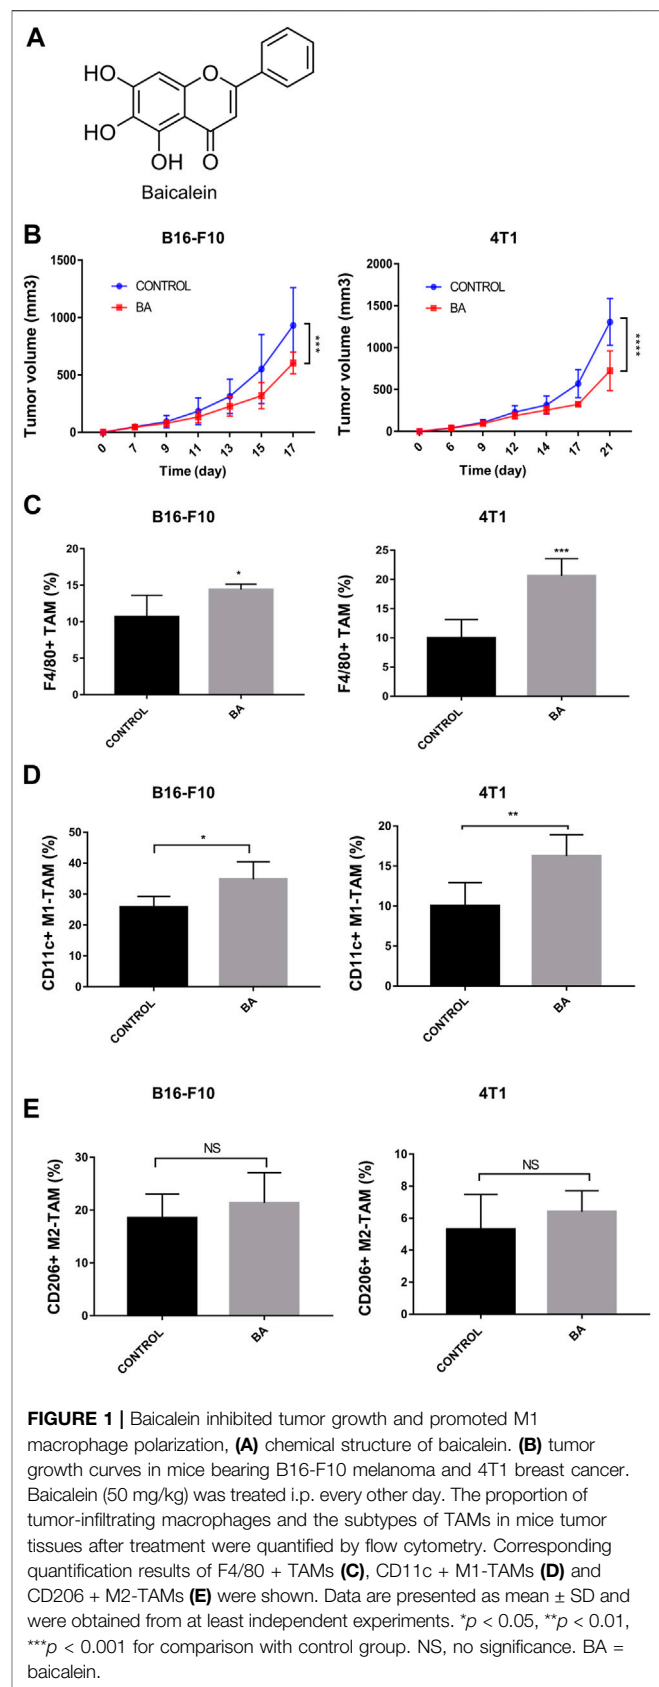 A
HO
O
HO
OH
O
Baicalein
B
B16-F10
Tumor volume (mm3)
1500
1000
500
0
CONTROL
BA
***
0 7 9 11 13 15 17
Time (day)
4T1
Tumor volume (mm3)
2000
1500
1000
500
0
CONTROL
BA
****
0 6 9 12 14 17 21
Time (day)
C
B16-F10
F4/80+ TAM (%)
20
15
10
5
0
*
CONTROL
BA
4T1
F4/80+ TAM (%)
25
20
15
10
5
0
***
CONTROL
BA
D
B16-F10
CD11c+ M1-TAM (%)
50
40
30
20
10
0
*
CONTROL
BA
4T1
CD11c+ M1-TAM (%)
20
15
10
5
0
**
CONTROL
BA
E
B16-F10
CD206+ M2-TAM (%)
30
20
10
0
NS
CONTROL
BA
4T1
CD206+ M2-TAM (%)
10
8
6
4
2
0
NS
CONTROL
BA
FIGURE 1 | Baicalein inhibited tumor growth and promoted M1
macrophage polarization, (A) chemical structure of baicalein. (B) tumor
growth curves in mice bearing B16-F10 melanoma and 4T1 breast cancer.
Baicalein (50 mg/kg) was treated i.p. every other day. The proportion of
tumor-infiltrating macrophages and the subtypes of TAMs in mice tumor
tissues after treatment were quantified by flow cytometry. Corresponding
quantification results of F4/80 + TAMs (C), CD11c + M1-TAMs (D) and
CD206 + M2-TAMs (E) were shown. Data are presented as mean ± SD and
were obtained from at least independent experiments. *p < 0.05, **p < 0.01,
***p < 0.001 for comparison with control group. NS, no significance. BA =
baicalein.